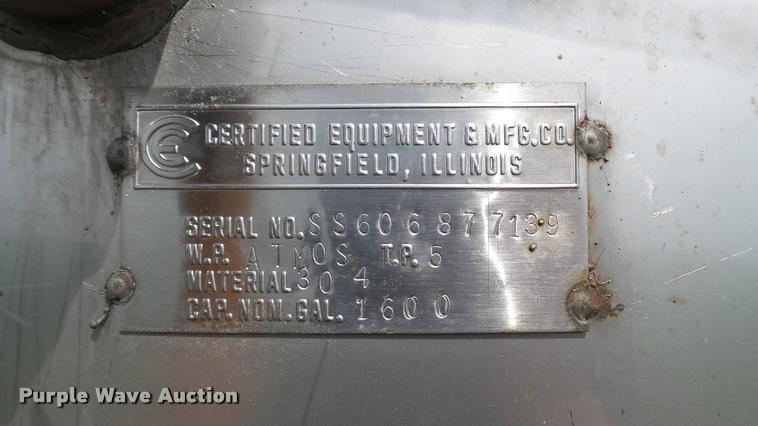 CERTIFIED EQUIPMENT & MFG.CO.
SPRINGFIELD, ILLINOIS
SERIAL NO. SS606877139
W.P. ATMOS T.P. 5
MATERIAL 304
CAP. NOM. GAL. 1600
Purple Wave Auction®